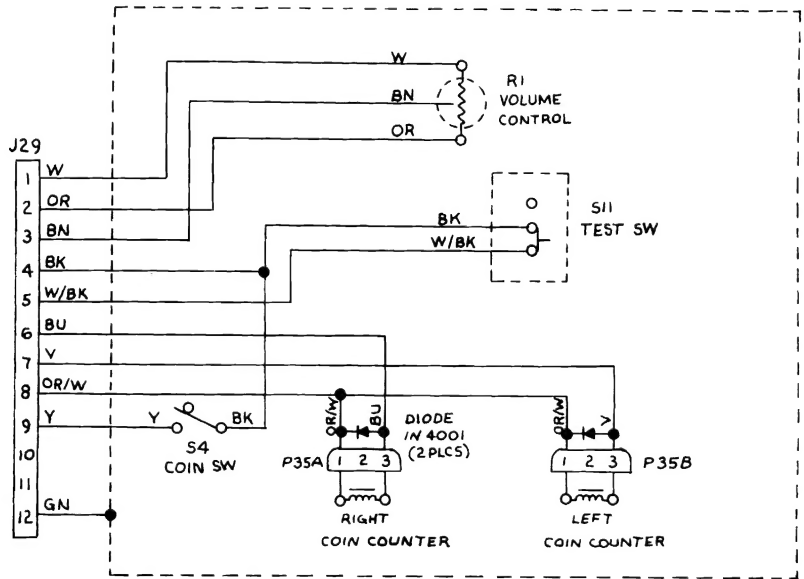 W
R1
VOLUME
CONTROL
BN
OR
J29
1 W
2 OR
3 BN
4 BK
5 W/BK
6 BU
7 V
8 OR/W
9 Y
10
11
12 GN
BK
W/BK
S11
TEST SW
Y
BK
S4
COIN SW
OR/W
BU
DIODE
IN 4001
(2 PLCS)
OR/W
V
P35A
1 2 3
1 2 3
P35B
RIGHT
COIN COUNTER
LEFT
COIN COUNTER